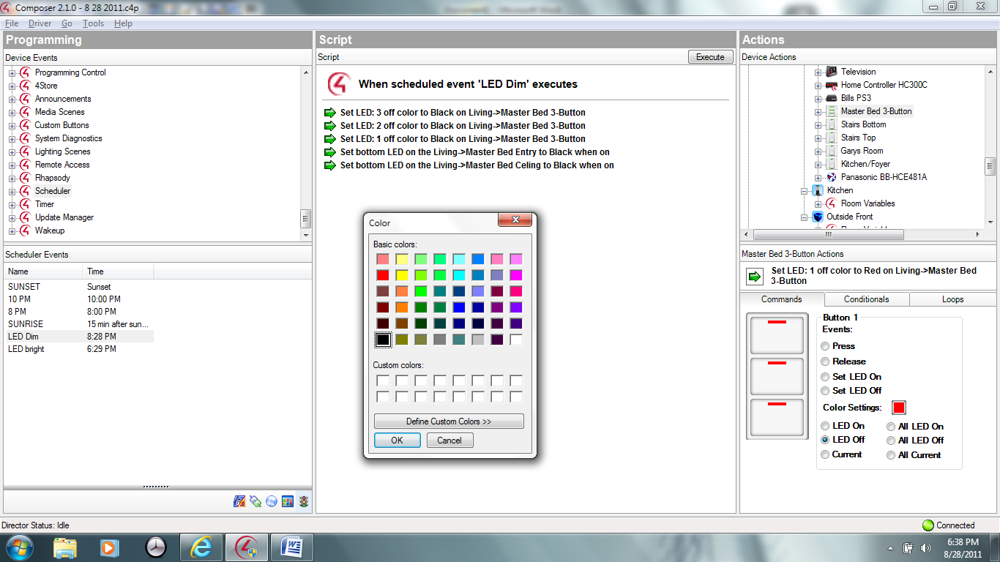 Composer 2.1.0 - 8 28 2011.c4p
File Driver Go Tools Help
Programming
Device Events
Programming Control
4Store
Announcements
Media Scenes
Custom Buttons
System Diagnostics
Lighting Scenes
Remote Access
Rhapsody
Scheduler
Timer
Update Manager
Wakeup
Scheduler Events
Name Time
SUNSET Sunset
10 PM 10:00 PM
8 PM 8:00 PM
SUNRISE 15 min after sun...
LED Dim 8:28 PM
LED bright 6:29 PM
Script
Script Execute
When scheduled event 'LED Dim' executes
Set LED: 3 off color to Black on Living->Master Bed 3-Button
Set LED: 2 off color to Black on Living->Master Bed 3-Button
Set LED: 1 off color to Black on Living->Master Bed 3-Button
Set bottom LED on the Living->Master Bed Entry to Black when on
Set bottom LED on the Living->Master Bed Celing to Black when on
Color
Basic colors:
Custom colors:
Define Custom Colors >>
OK Cancel
Actions
Device Actions
Television
Home Controller HC300C
Bills PS3
Master Bed 3-Button
Stairs Bottom
Stairs Top
Garys Room
Kitchen/Foyer
Panasonic BB-HCE481A
Kitchen
Room Variables
Outside Front
Master Bed 3-Button Actions
Set LED: 1 off color to Red on Living->Master Bed
3-Button
Commands Conditionals Loops
Button 1
Events:
Press
Release
Set LED On
Set LED Off
Color Settings:
LED On All LED On
LED Off All LED Off
Current All Current
Director Status: Idle
Connected
6:38 PM
8/28/2011